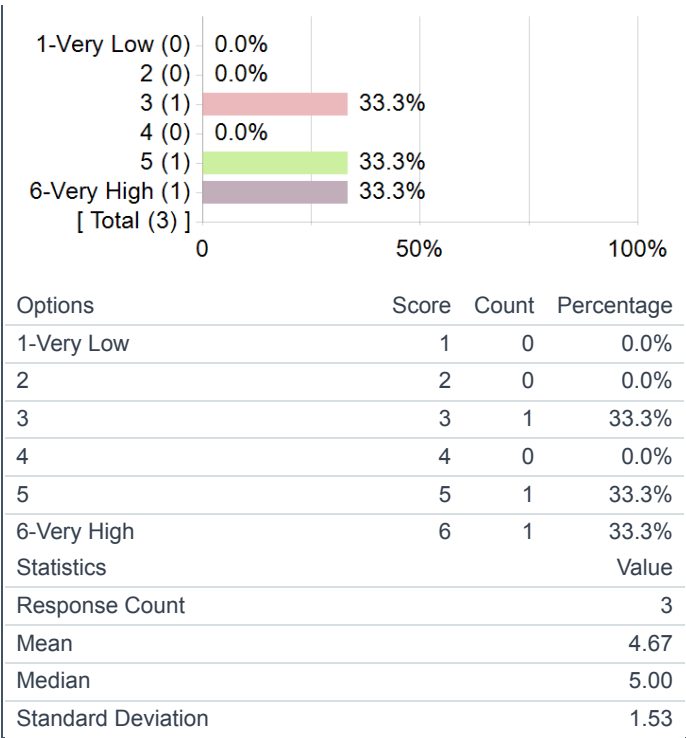 1-Very Low (0) 0.0%
2 (0) 0.0%
3 (1) 33.3%
4 (0) 0.0%
5 (1) 33.3%
6-Very High (1) 33.3%
[ Total (3) ]
0 50% 100%
Options Score Count Percentage
1-Very Low 1 0 0.0%
2 2 0 0.0%
3 3 1 33.3%
4 4 0 0.0%
5 5 1 33.3%
6-Very High 6 1 33.3%
Statistics Value
Response Count 3
Mean 4.67
Median 5.00
Standard Deviation 1.53